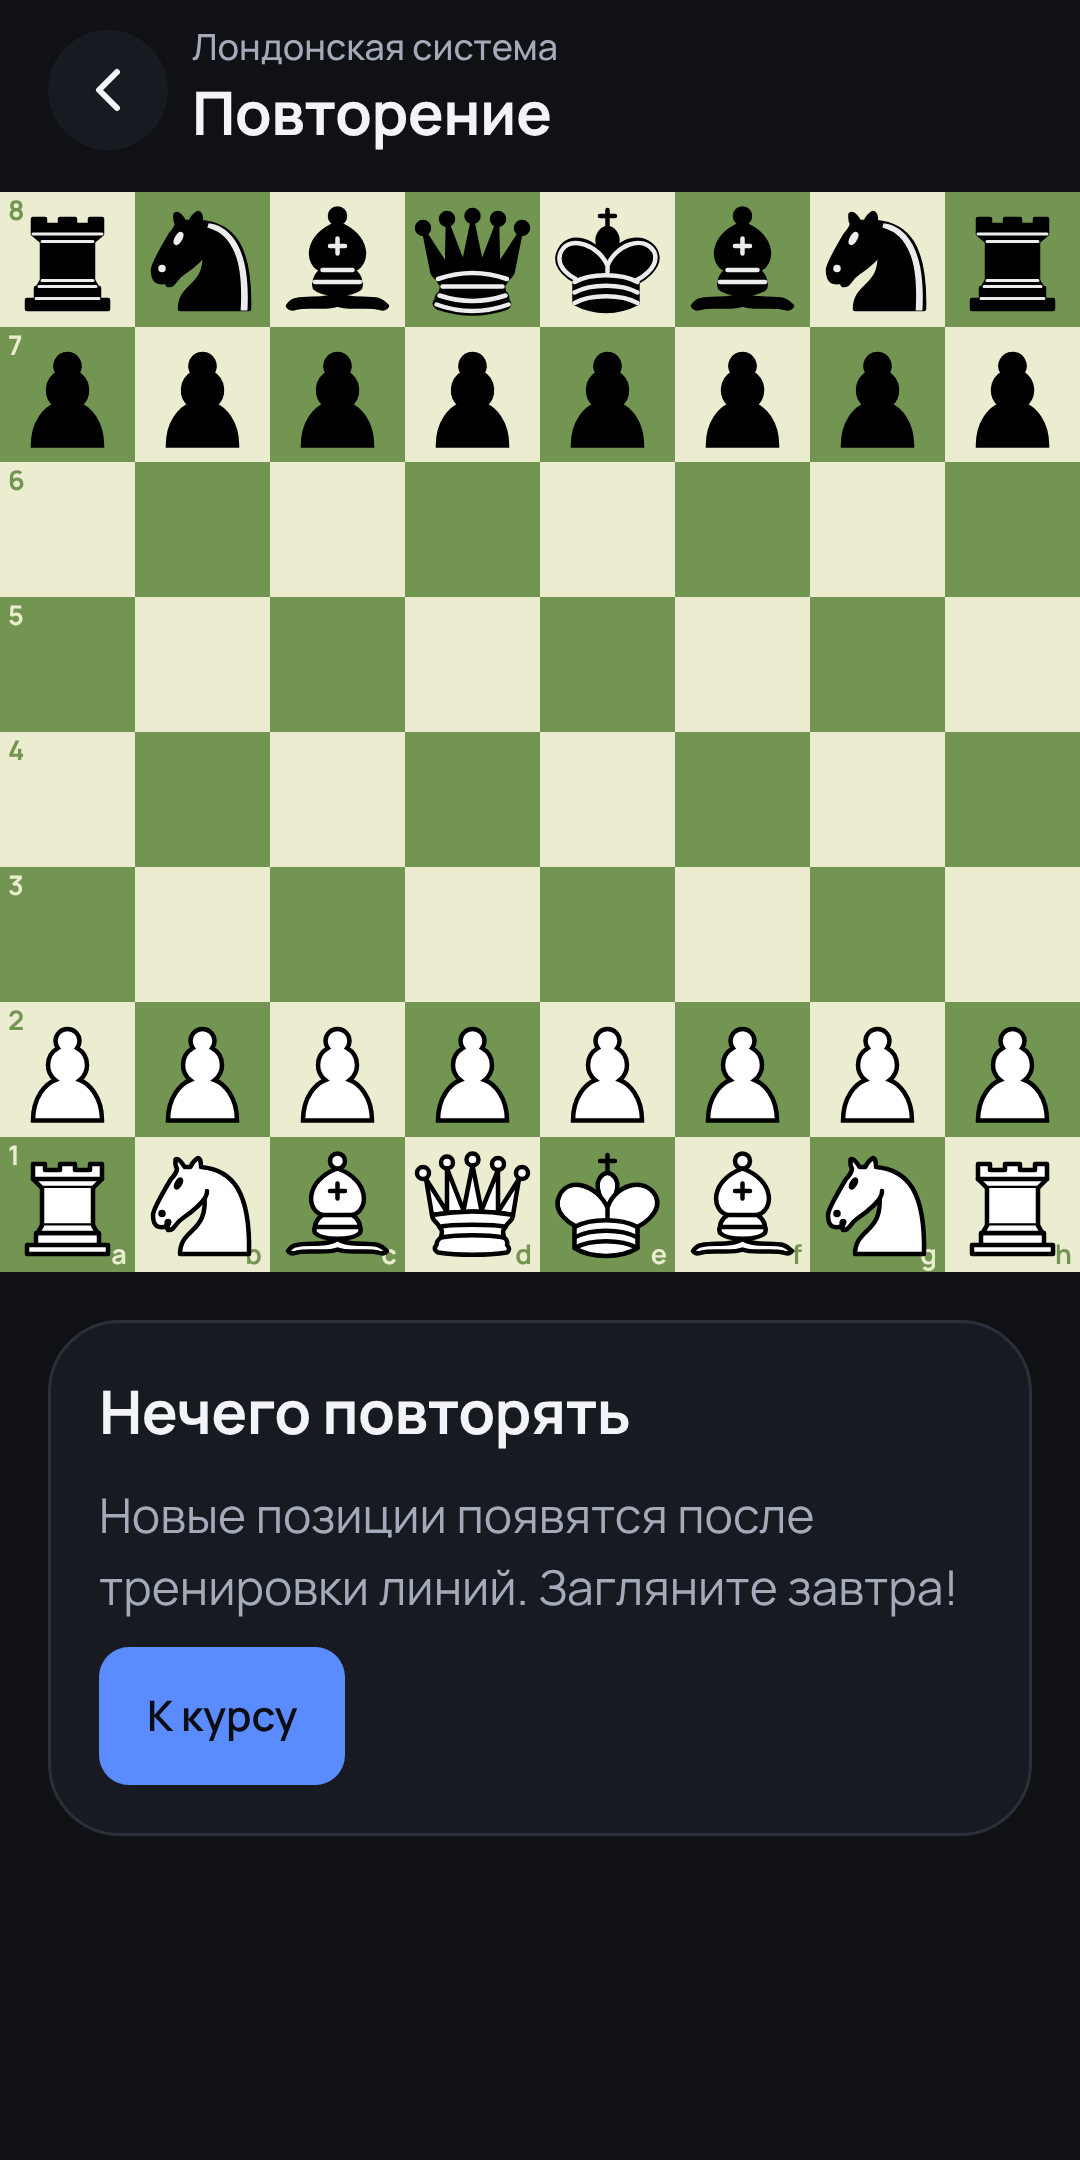 Лондонская система
Повторение
8
7
6
5
4
3
2
1
a b c d e f g h
Нечего повторять
Новые позиции появятся после
тренировки линий. Загляните завтра!
К курсу